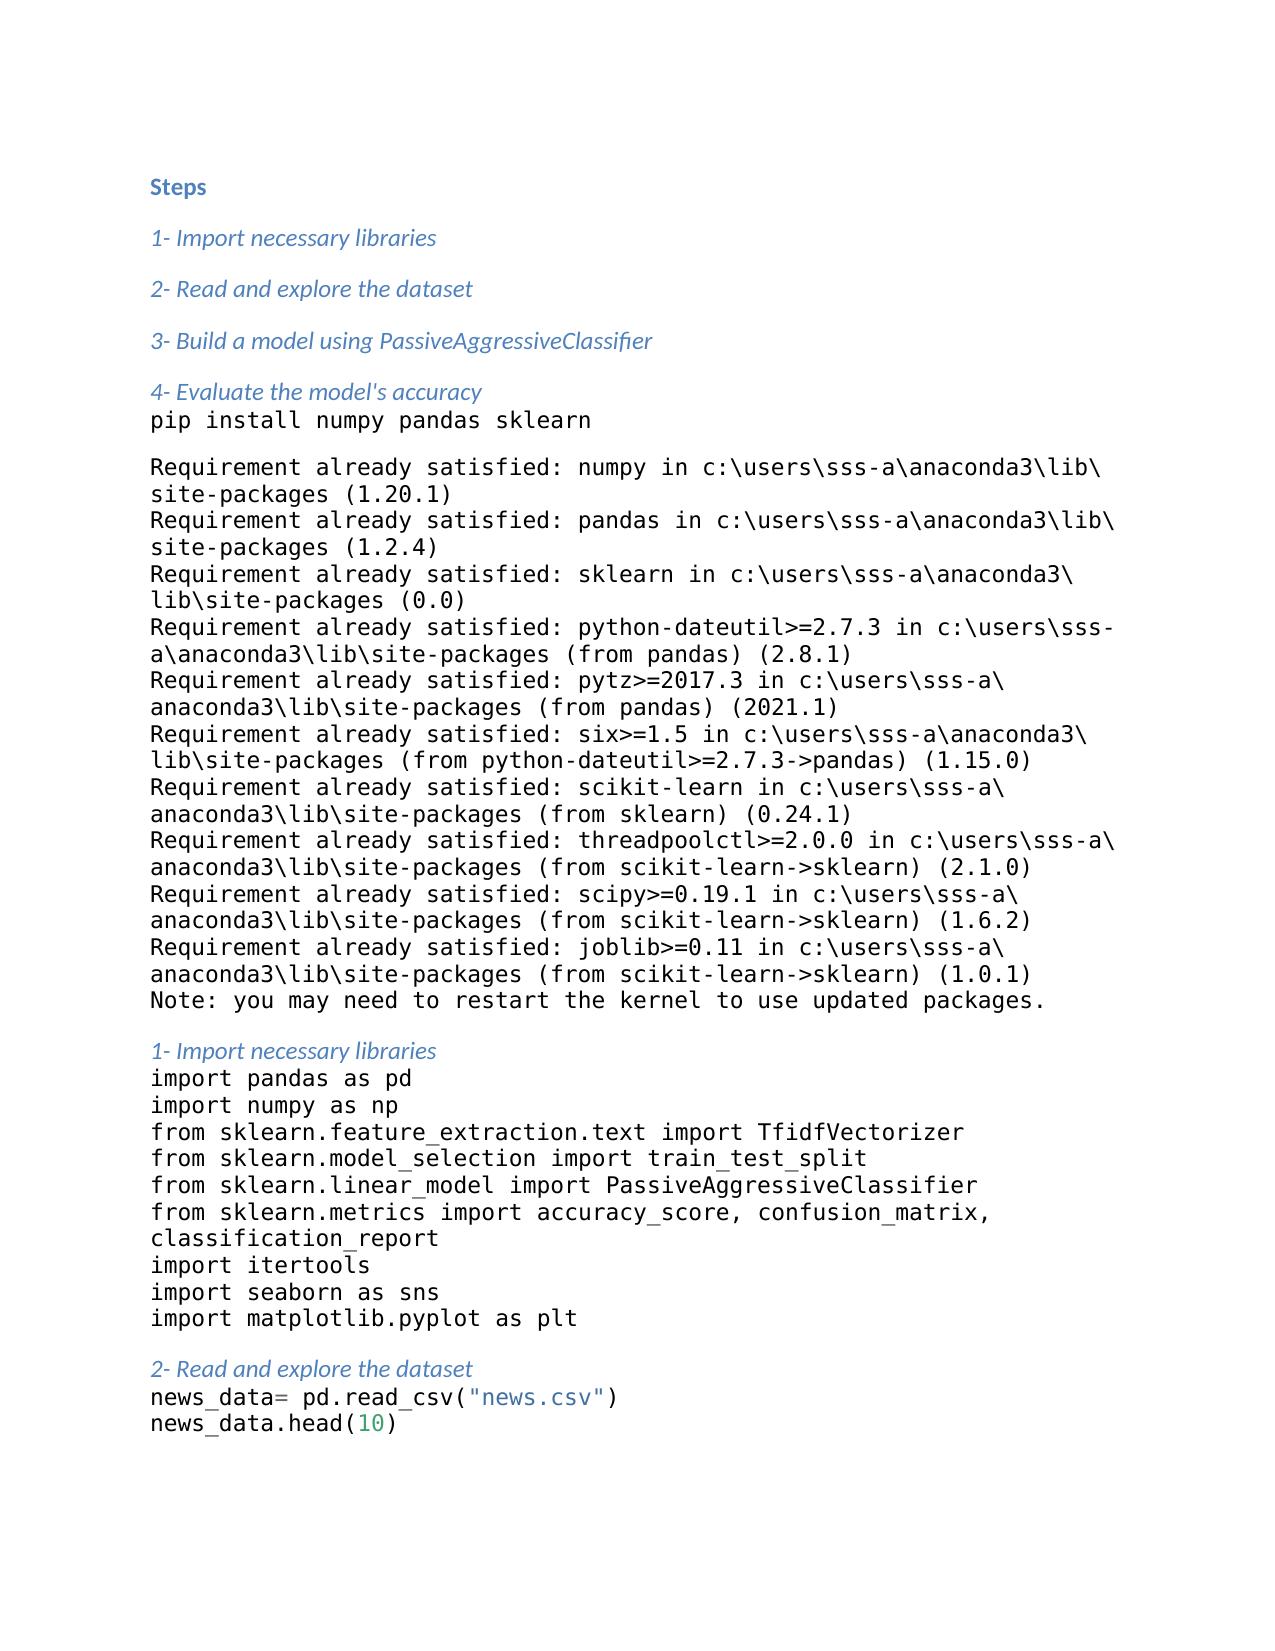 Steps
1- Import necessary libraries
2- Read and explore the dataset
3- Build a model using PassiveAggressiveClassifier
4- Evaluate the model's accuracy
pip install numpy pandas sklearn
Requirement already satisfied: numpy in c:\users\sss-a\anaconda3\lib\
site-packages (1.20.1)
Requirement already satisfied: pandas in c:\users\sss-a\anaconda3\lib\
site-packages (1.2.4)
Requirement already satisfied: sklearn in c:\users\sss-a\anaconda3\
lib\site-packages (0.0)
Requirement already satisfied: python-dateutil>=2.7.3 in c:\users\sss-
a\anaconda3\lib\site-packages (from pandas) (2.8.1)
Requirement already satisfied: pytz>=2017.3 in c:\users\sss-a\
anaconda3\lib\site-packages (from pandas) (2021.1)
Requirement already satisfied: six>=1.5 in c:\users\sss-a\anaconda3\
lib\site-packages (from python-dateutil>=2.7.3->pandas) (1.15.0)
Requirement already satisfied: scikit-learn in c:\users\sss-a\
anaconda3\lib\site-packages (from sklearn) (0.24.1)
Requirement already satisfied: threadpoolctl>=2.0.0 in c:\users\sss-a\
anaconda3\lib\site-packages (from scikit-learn->sklearn) (2.1.0)
Requirement already satisfied: scipy>=0.19.1 in c:\users\sss-a\
anaconda3\lib\site-packages (from scikit-learn->sklearn) (1.6.2)
Requirement already satisfied: joblib>=0.11 in c:\users\sss-a\
anaconda3\lib\site-packages (from scikit-learn->sklearn) (1.0.1)
Note: you may need to restart the kernel to use updated packages.
1- Import necessary libraries
import pandas as pd
import numpy as np
from sklearn.feature_extraction.text import TfidfVectorizer
from sklearn.model_selection import train_test_split
from sklearn.linear_model import PassiveAggressiveClassifier
from sklearn.metrics import accuracy_score, confusion_matrix,
classification_report
import itertools
import seaborn as sns
import matplotlib.pyplot as plt
2- Read and explore the dataset
news_data= pd.read_csv("news.csv")
news_data.head(10)